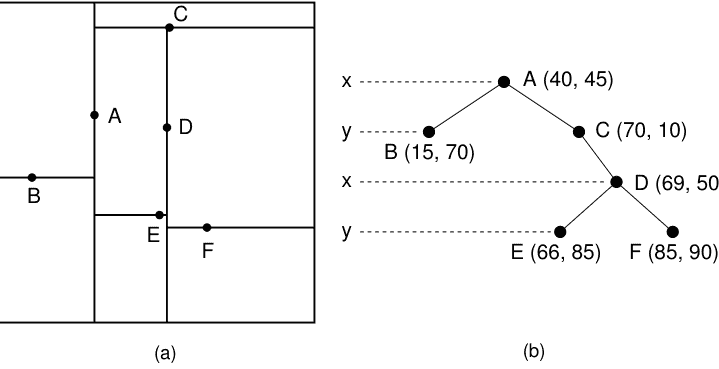 C
A
D
B
E
F
(a)
x
A (40, 45)
y
B (15, 70)
C (70, 10)
x
D (69, 50
y
E (66, 85)
F (85, 90)
(b)